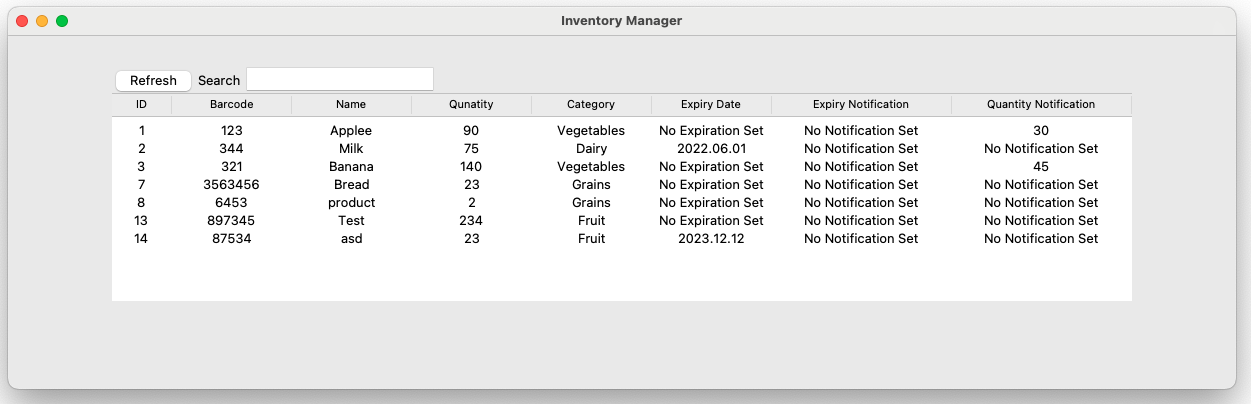 Inventory Manager
Refresh Search
ID Barcode Name Qunatity Category Expiry Date Expiry Notification Quantity Notification
1 123 Applee 90 Vegetables No Expiration Set No Notification Set 30
2 344 Milk 75 Dairy 2022.06.01 No Notification Set No Notification Set
3 321 Banana 140 Vegetables No Expiration Set No Notification Set 45
7 3563456 Bread 23 Grains No Expiration Set No Notification Set No Notification Set
8 6453 product 2 Grains No Expiration Set No Notification Set No Notification Set
13 897345 Test 234 Fruit No Expiration Set No Notification Set No Notification Set
14 87534 asd 23 Fruit 2023.12.12 No Notification Set No Notification Set